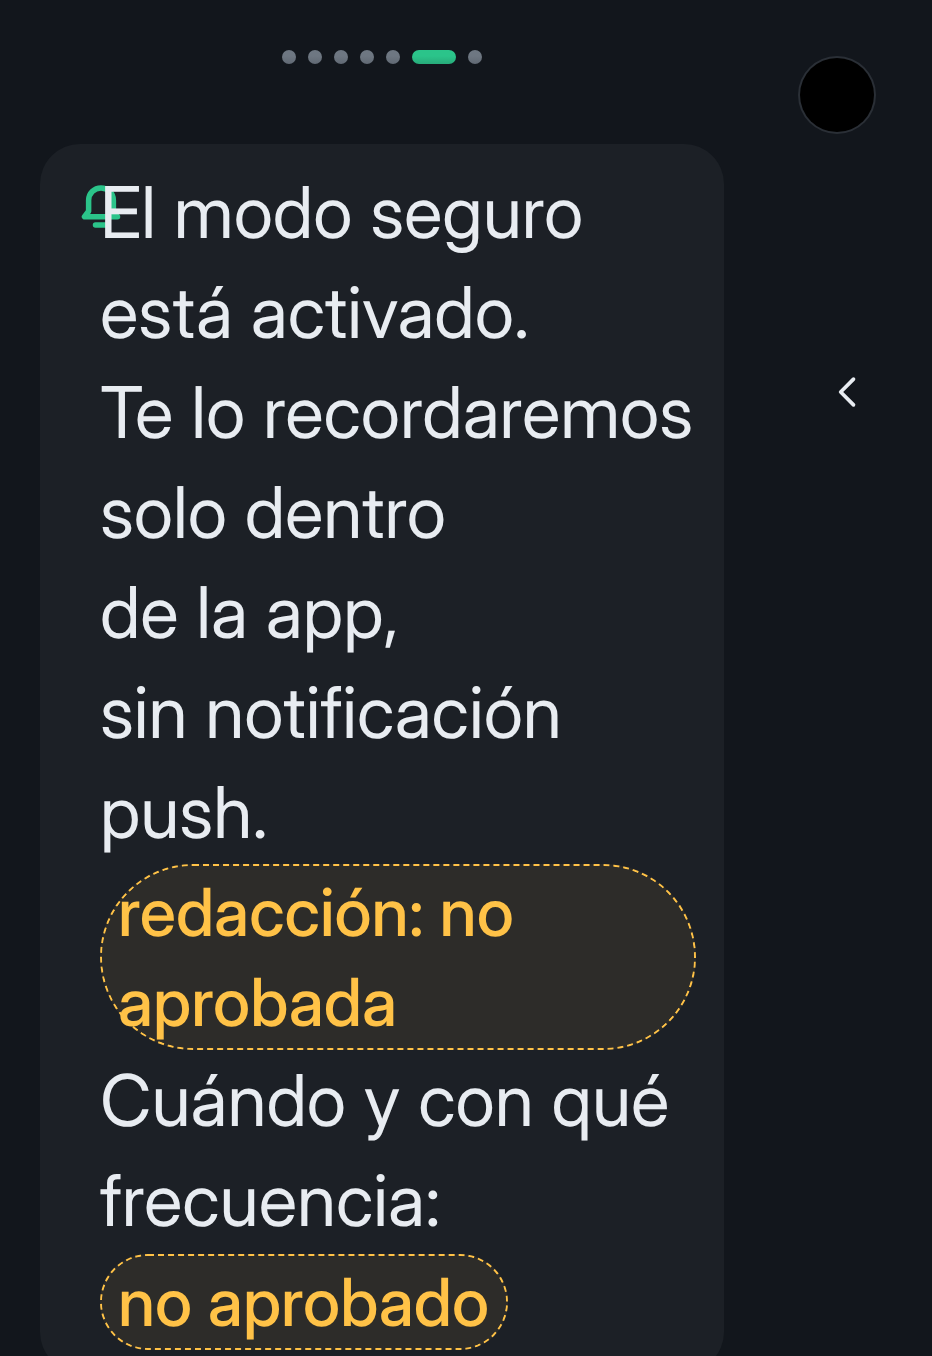 El modo seguro
está activado.
Te lo recordaremos
solo dentro
de la app,
sin notificación
push.
redacción: no
aprobada
Cuándo y con qué
frecuencia:
no aprobado